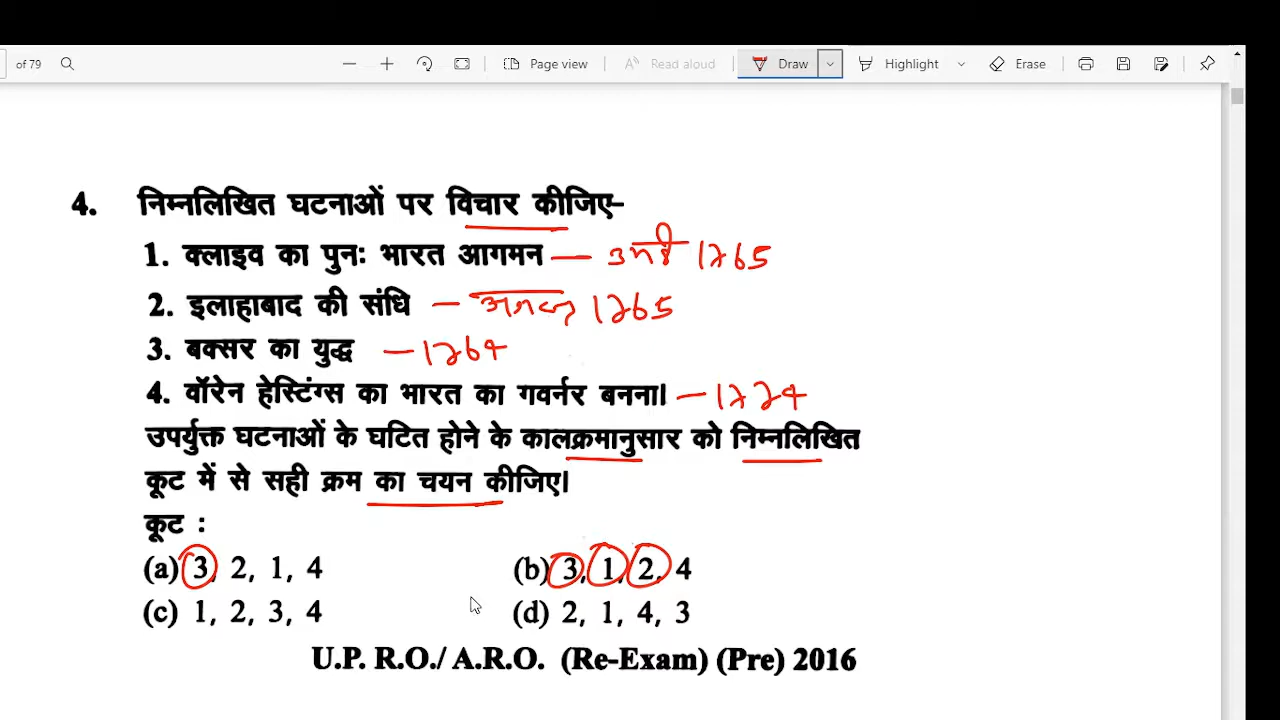 of 79 Page view Read aloud Draw Highlight Erase
4. निम्नलिखित घटनाओं पर विचार कीजिए–
1. क्लाइव का पुनः भारत आगमन — 1765
2. इलाहाबाद की संधि — अगस्त 1765
3. बक्सर का युद्ध — 1764
4. वॉरेन हेस्टिंग्स का भारत का गवर्नर बनना। — 1774
उपर्युक्त घटनाओं के घटित होने के कालक्रमानुसार को निम्नलिखित
कूट में से सही क्रम का चयन कीजिए।
कूट :
(a) 3, 2, 1, 4 (b) 3, 1, 2, 4
(c) 1, 2, 3, 4 (d) 2, 1, 4, 3
U.P. R.O./ A.R.O. (Re-Exam) (Pre) 2016